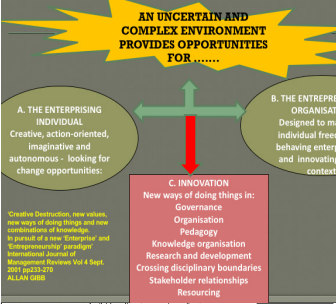 AN UNCERTAIN AND
COMPLEX ENVIRONMENT
PROVIDES OPPORTUNITIES
FOR .......
A. THE ENTERPRISING
INDIVIDUAL
Creative, action-oriented,
imaginative and
autonomous - looking for
change opportunities:
B. THE ENTREPRE
ORGANISAT
Designed to ma
individual free
behaving enter
and innovating
context
C. INNOVATION
New ways of doing things in:
Governance
Organisation
Pedagogy
Knowledge organisation
Research and development
Crossing disciplinary boundaries
Stakeholder relationships
Resourcing
'Creative Destruction, new values,
new ways of doing things and new
combinations of knowledge.
In pursuit of a new 'Enterprise' and
'Entrepreneurship' paradigm'
International Journal of
Management Reviews Vol 4 Sept.
2001 pp233-270
ALLAN GIBB